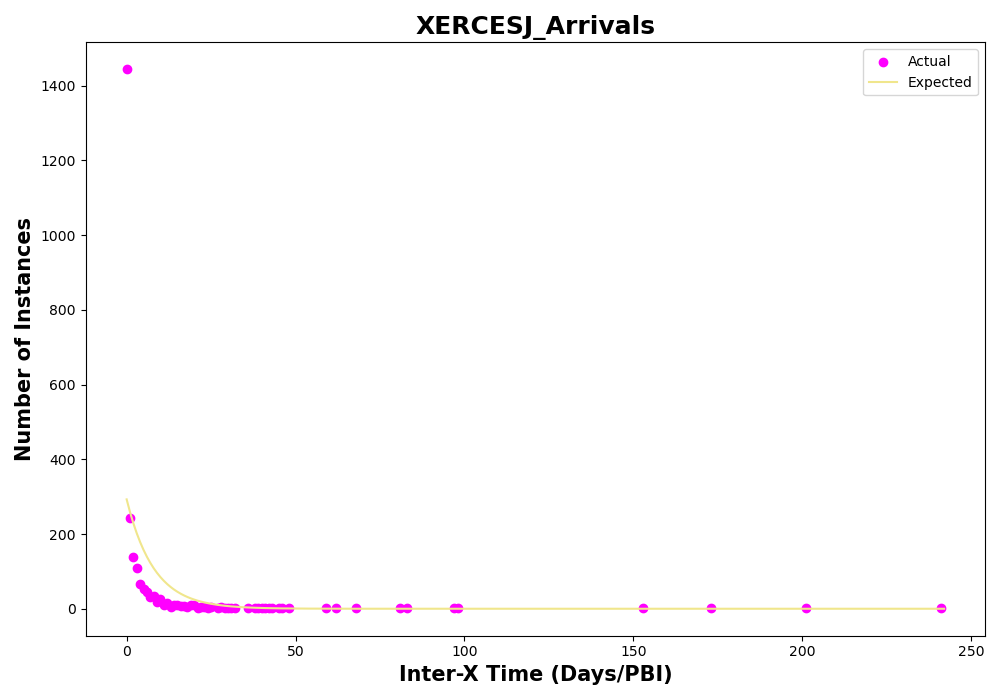 XERCESJ_Arrivals
Actual
Expected
Number of Instances
1400
1200
1000
800
600
400
200
0
0
50
100
150
200
250
Inter-X Time (Days/PBI)